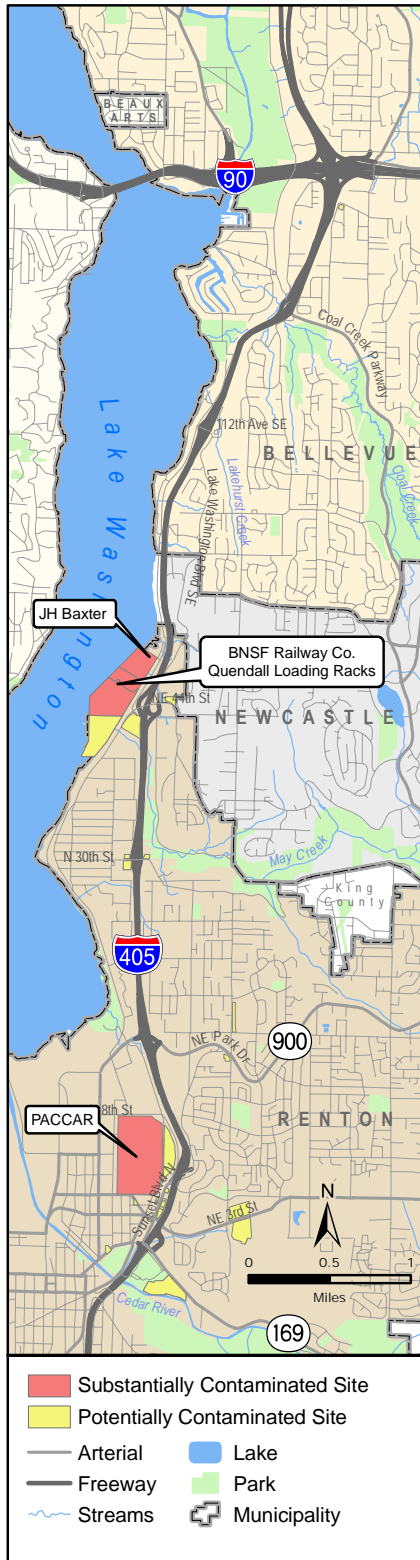 BEAUX
ARTS
90
Coal Creek Parkway
112th Ave SE
BELLEVUE
Coal Creek
Lakehurst Creek
Lake Washington Blvd SE
Lake Washington
JH Baxter
BNSF Railway Co.
Quendall Loading Racks
NE 44th St
NEWCASTLE
N 30th St
May Creek
King
County
405
900
NE Park Dr
8th St
PACCAR
RENTON
Sunset Blvd N
NE 3rd St
N
0 0.5 1
Miles
Cedar River
169
Substantially Contaminated Site
Potentially Contaminated Site
Arterial
Lake
Freeway
Park
Streams
Municipality